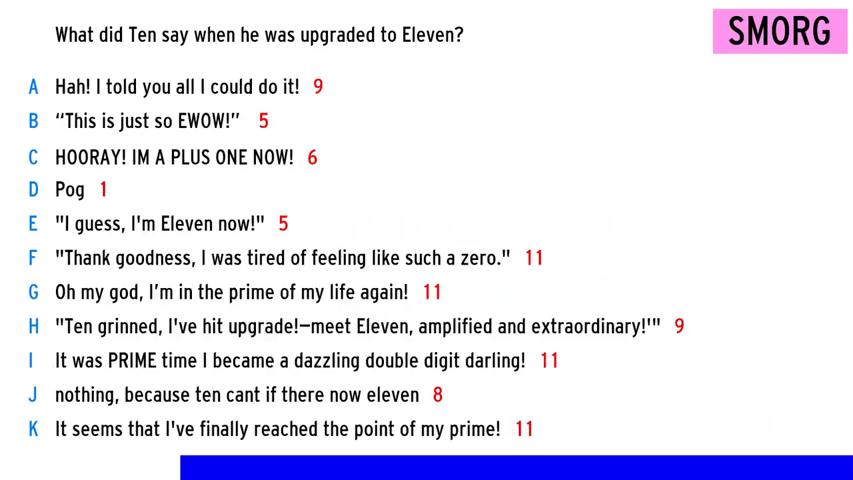 What did Ten say when he was upgraded to Eleven?
SMORG
A Hah! I told you all I could do it! 9
B “This is just so EWOW!” 5
C HOORAY! IM A PLUS ONE NOW! 6
D Pog 1
E "I guess, I'm Eleven now!" 5
F "Thank goodness, I was tired of feeling like such a zero." 11
G Oh my god, I’m in the prime of my life again! 11
H "Ten grinned, I've hit upgrade!—meet Eleven, amplified and extraordinary!'" 9
I It was PRIME time I became a dazzling double digit darling! 11
J nothing, because ten cant if there now eleven 8
K It seems that I've finally reached the point of my prime! 11